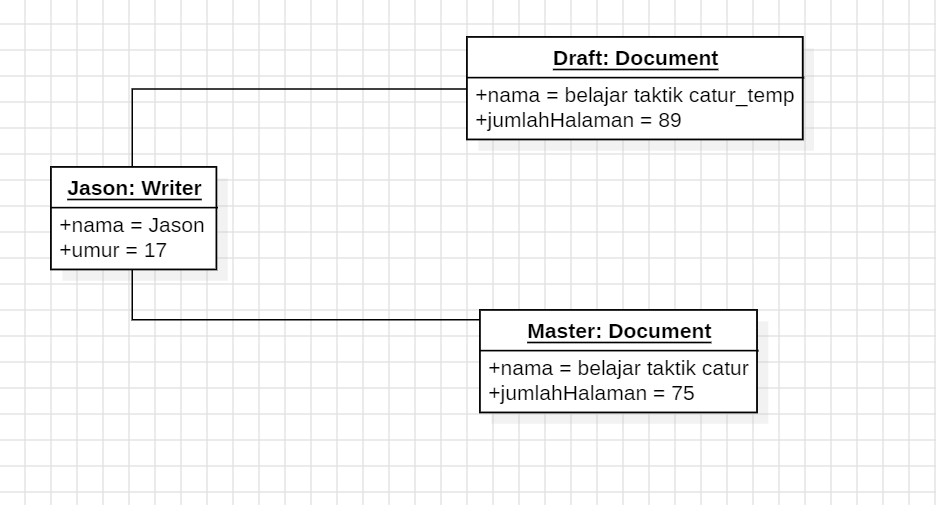 Draft: Document
+nama = belajar taktik catur_temp
+jumlahHalaman = 89
Jason: Writer
+nama = Jason
+umur = 17
Master: Document
+nama = belajar taktik catur
+jumlahHalaman = 75